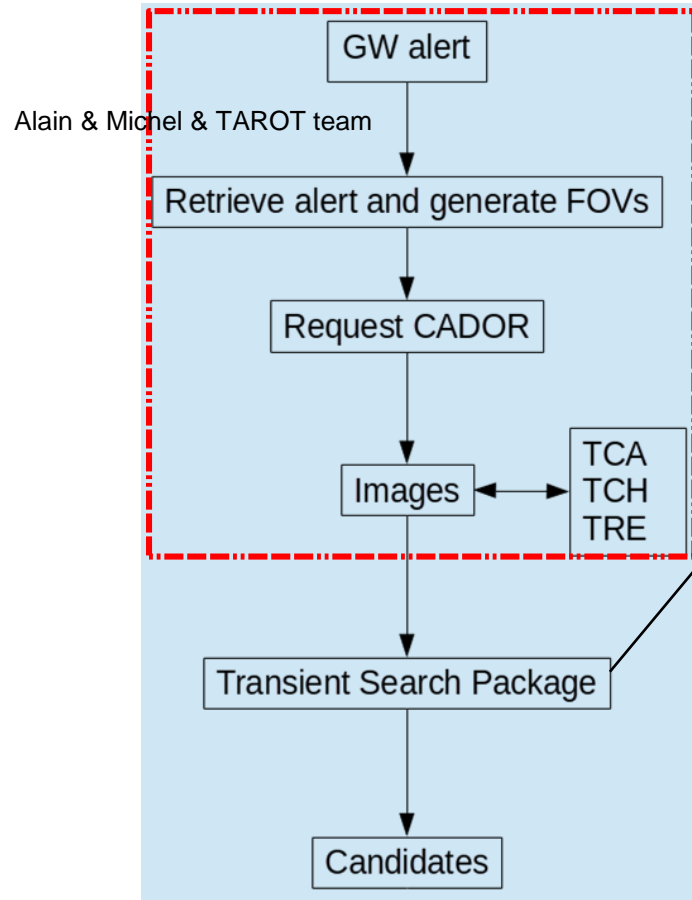 GW alert
Alain & Michel & TAROT team
Retrieve alert and generate FOVs
Request CADOR
Images
TCA
TCH
TRE
Transient Search Package
Candidates